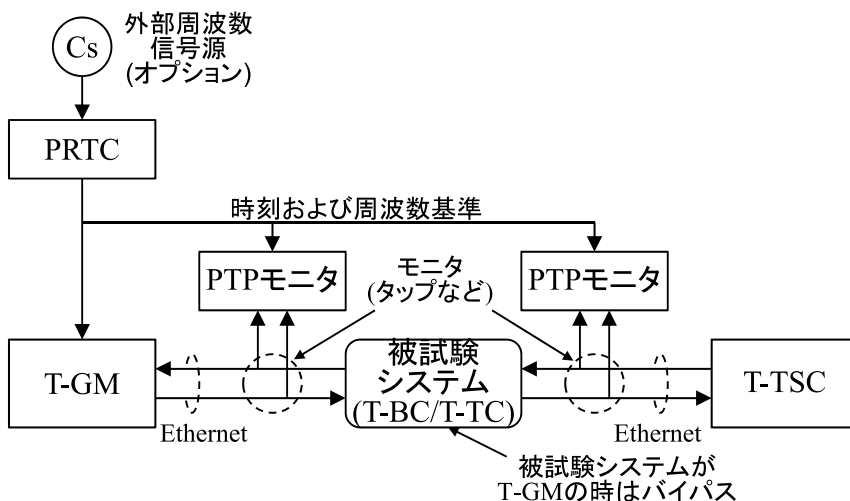 Cs
外部周波数
信号源
(オプション)
PRTC
時刻および周波数基準
PTPモニタ
モニタ
(タップなど)
PTPモニタ
T-GM
被試験
システム
(T-BC/T-TC)
T-TSC
Ethernet
Ethernet
被試験システムが
T-GMの時はバイパス